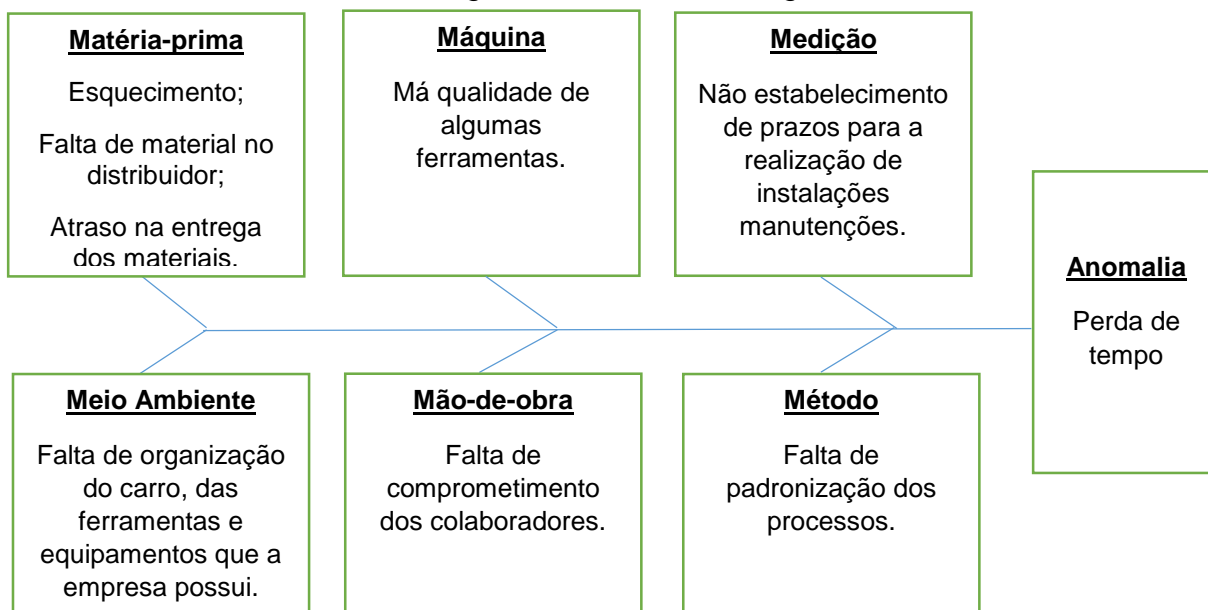 Matéria-prima
Esquecimento;
Falta de material no
distribuidor;
Atraso na entrega
dos materiais.
Máquina
Má qualidade de
algumas
ferramentas.
Medição
Não estabelecimento
de prazos para a
realização de
instalações
manutenções.
Anomalia
Perda de
tempo
Meio Ambiente
Falta de organização
do carro, das
ferramentas e
equipamentos que a
empresa possui.
Mão-de-obra
Falta de
comprometimento
dos colaboradores.
Método
Falta de
padronização dos
processos.